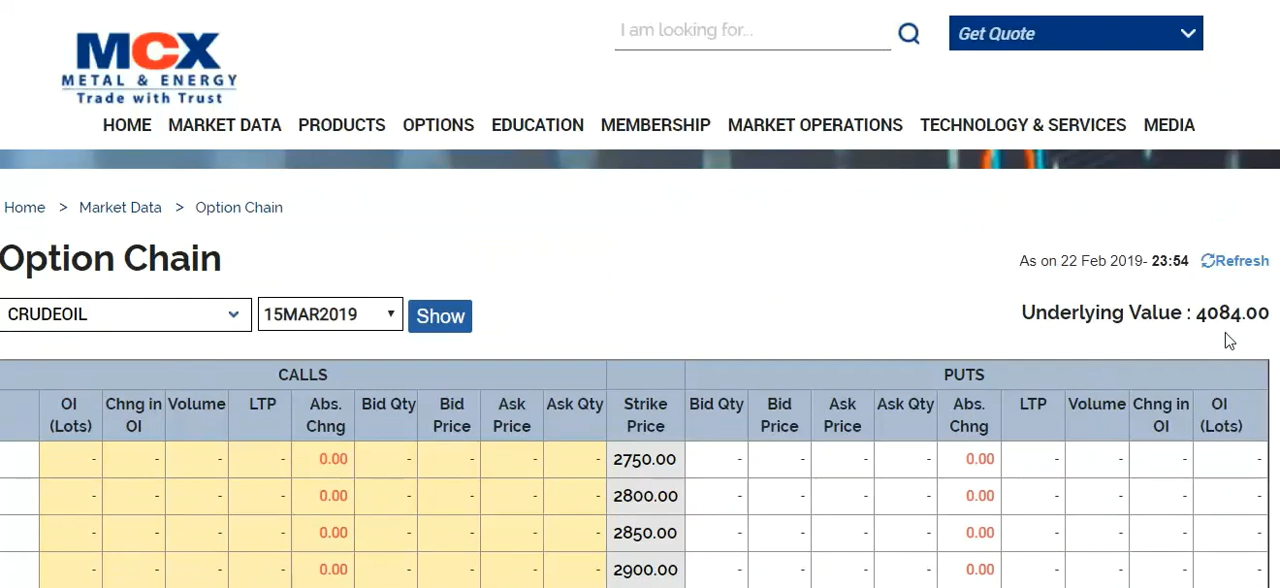 I am looking for...
Get Quote
MCX
METAL & ENERGY
Trade with Trust
HOME MARKET DATA PRODUCTS OPTIONS EDUCATION MEMBERSHIP MARKET OPERATIONS TECHNOLOGY & SERVICES MEDIA
Home > Market Data > Option Chain
Option Chain
As on 22 Feb 2019- 23:54 Refresh
CRUDEOIL 15MAR2019 Show
Underlying Value : 4084.00
CALLS PUTS
OI (Lots) Chng in OI Volume LTP Abs. Chng Bid Qty Bid Price Ask Price Ask Qty Strike Price Bid Qty Bid Price Ask Price Ask Qty Abs. Chng LTP Volume Chng in OI OI (Lots)
- - - - 0.00 - - - - 2750.00 - - - - 0.00 - - - -
- - - - 0.00 - - - - 2800.00 - - - - 0.00 - - - -
- - - - 0.00 - - - - 2850.00 - - - - 0.00 - - - -
- - - - 0.00 - - - - 2900.00 - - - - 0.00 - - - -